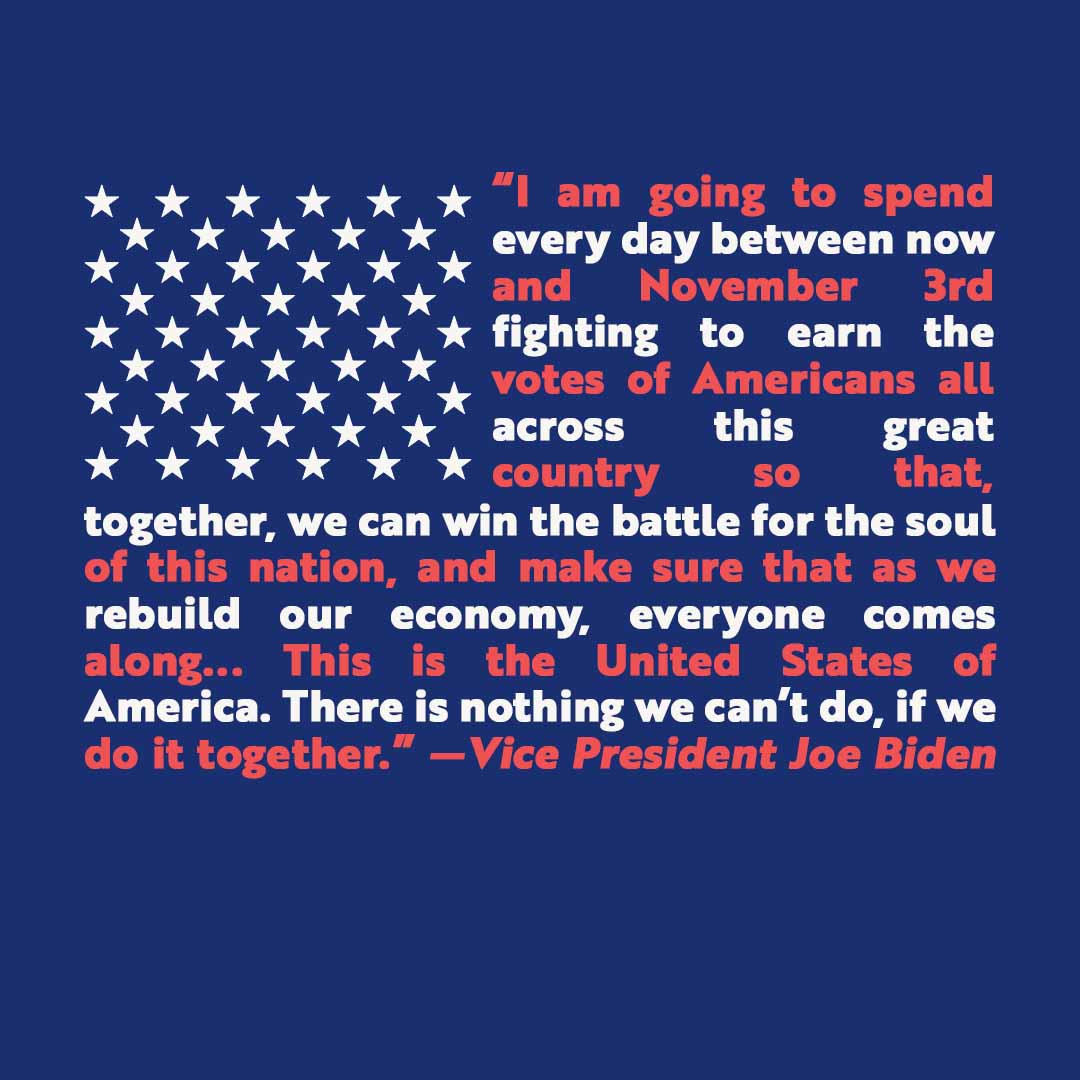 “I am going to spend
every day between now
and November 3rd
fighting to earn the
votes of Americans all
across this great
country so that,
together, we can win the battle for the soul
of this nation, and make sure that as we
rebuild our economy, everyone comes
along... This is the United States of
America. There is nothing we can’t do, if we
do it together.” —Vice President Joe Biden